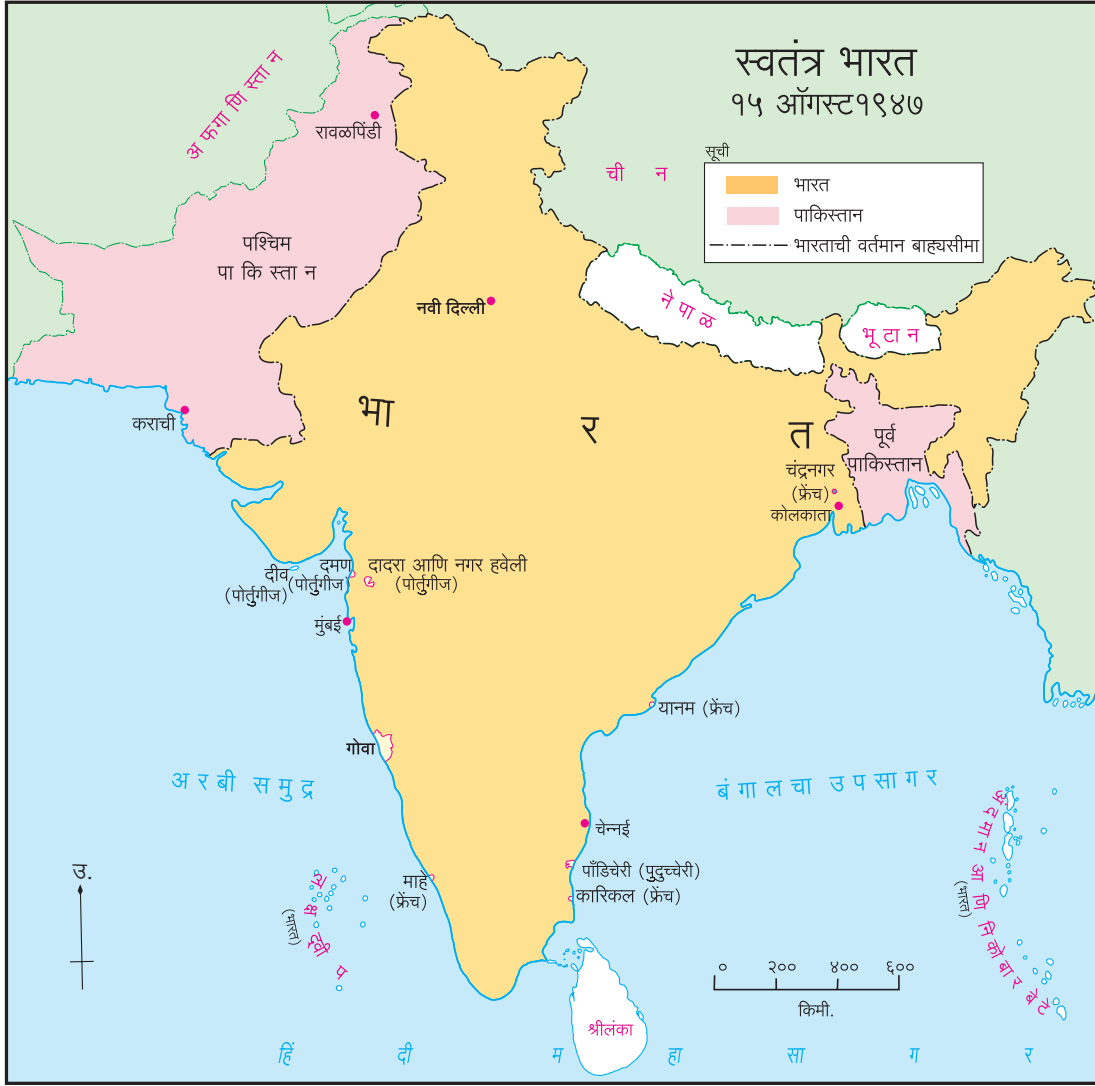 स्वतंत्र भारत
१५ ऑगस्ट१९४७
सूची
भारत
पाकिस्तान
भारताची वर्तमान बाह्यसीमा
अफगाणिस्तान
रावळपिंडी
चीन
पश्चिम
पाकिस्तान
नवी दिल्ली
नेपाळ
भूटान
कराची
भारत
पूर्व
पाकिस्तान
चंद्रनगर
(फ्रेंच)
कोलकाता
दीव
(पोर्तुगीज)
दमण
(पोर्तुगीज)
दादरा आणि नगर हवेली
(पोर्तुगीज)
मुंबई
यानम (फ्रेंच)
गोवा
अरबी समुद्र
बंगालचा उपसागर
चेन्नई
पाँडिचेरी (पुदुच्चेरी)
कारिकल (फ्रेंच)
माहे
(फ्रेंच)
उ.
लक्षद्वीप
(भारत)
अंदमान आणि निकोबार बेटे
(भारत)
० २०० ४०० ६००
किमी.
श्रीलंका
हिंदी महासागर